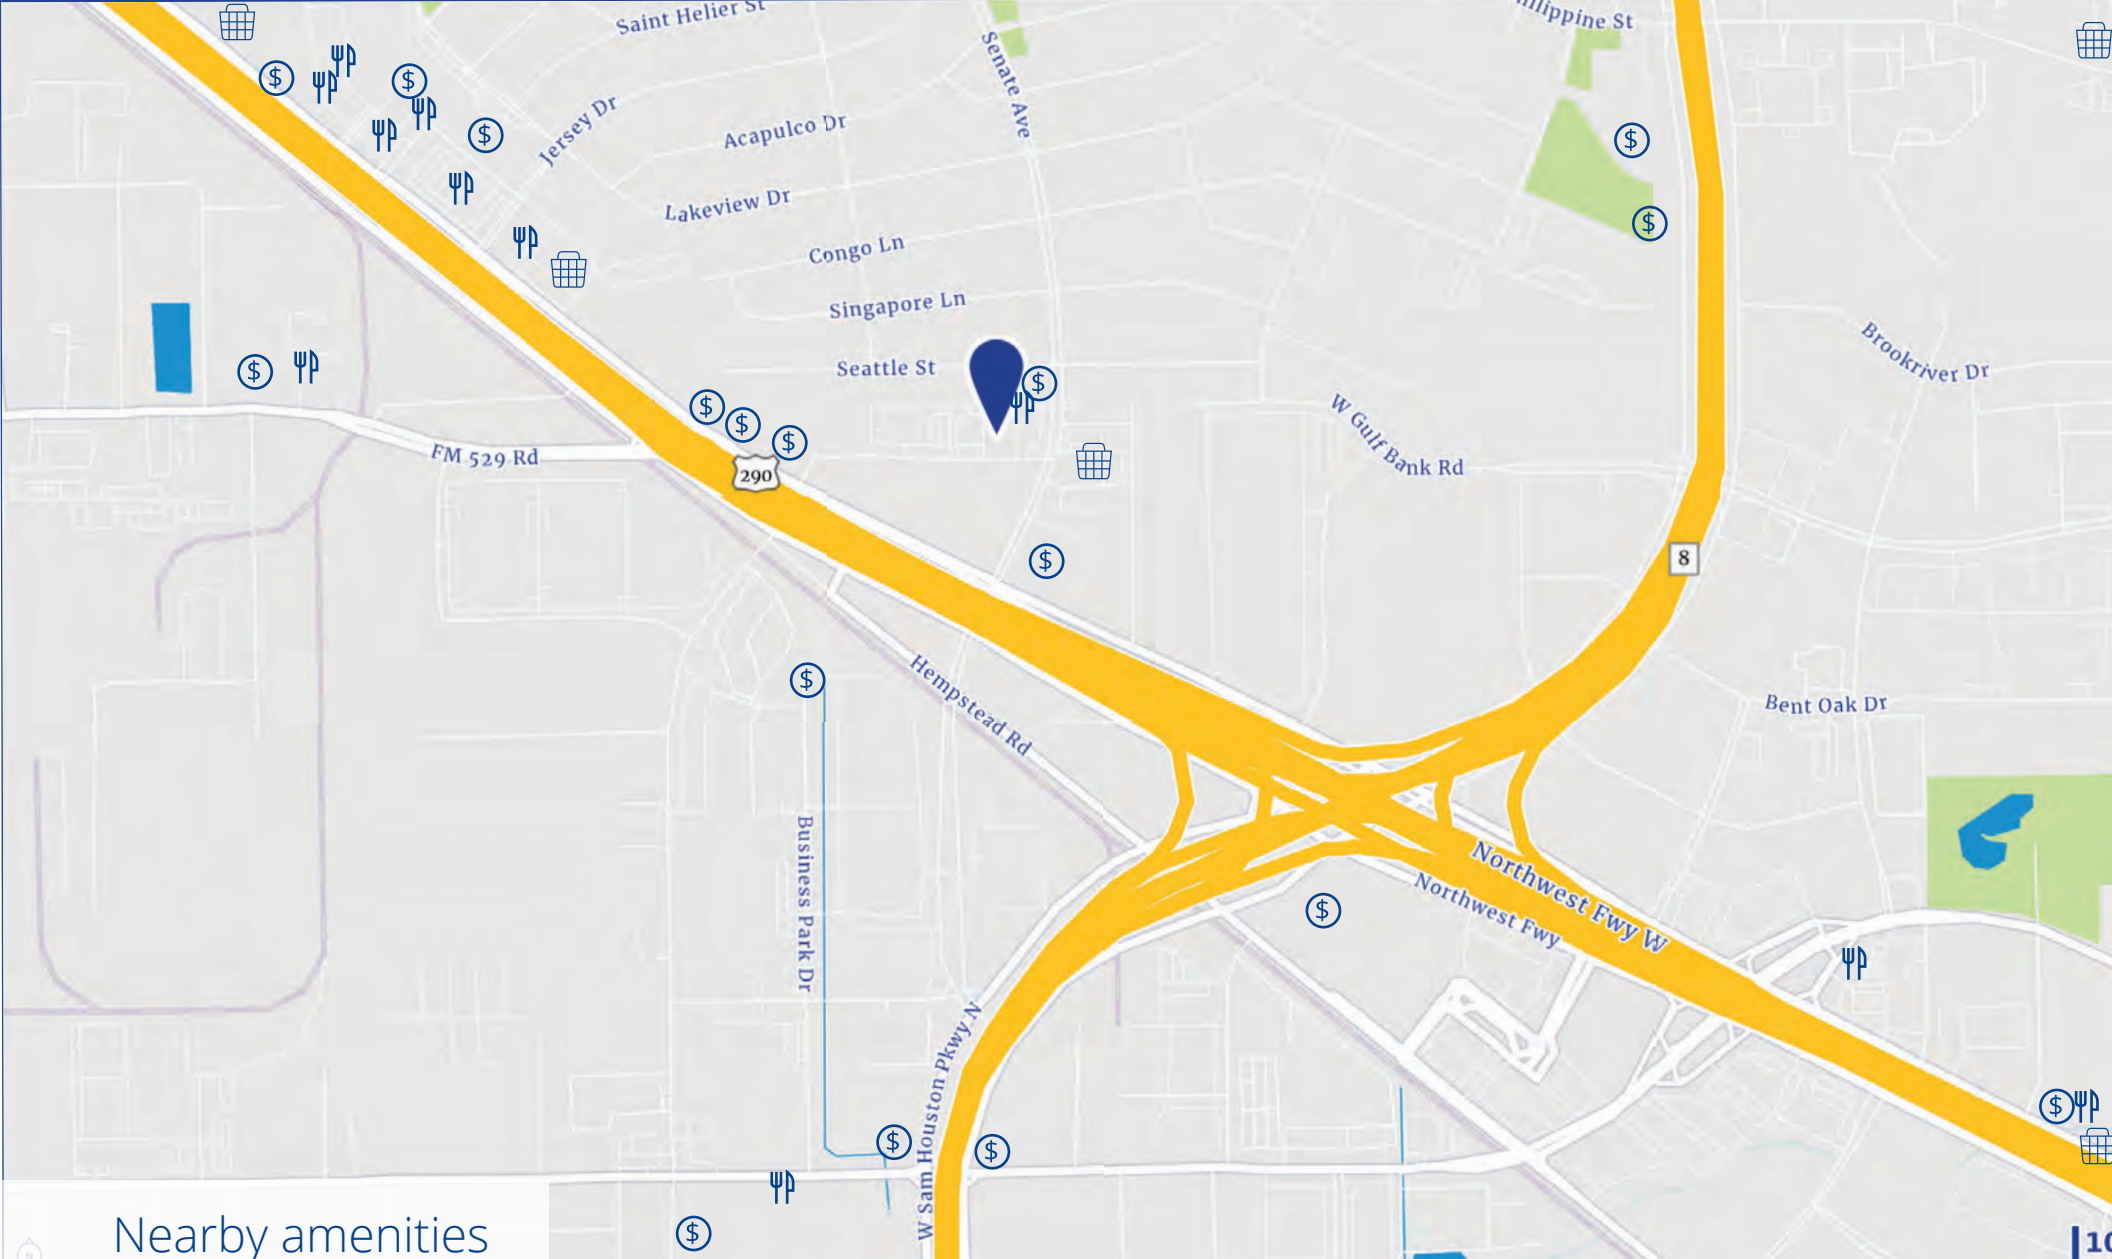 Saint Helier St
Philippine St
Senate Ave
Jersey Dr
Acapulco Dr
Lakeview Dr
Congo Ln
Singapore Ln
Seattle St
Brookriver Dr
W Gulf Bank Rd
FM 529 Rd
290
8
Hempstead Rd
Bent Oak Dr
Business Park Dr
Northwest Fwy W
Northwest Fwy
W Sam Houston Pkwy N
Nearby amenities
N
10